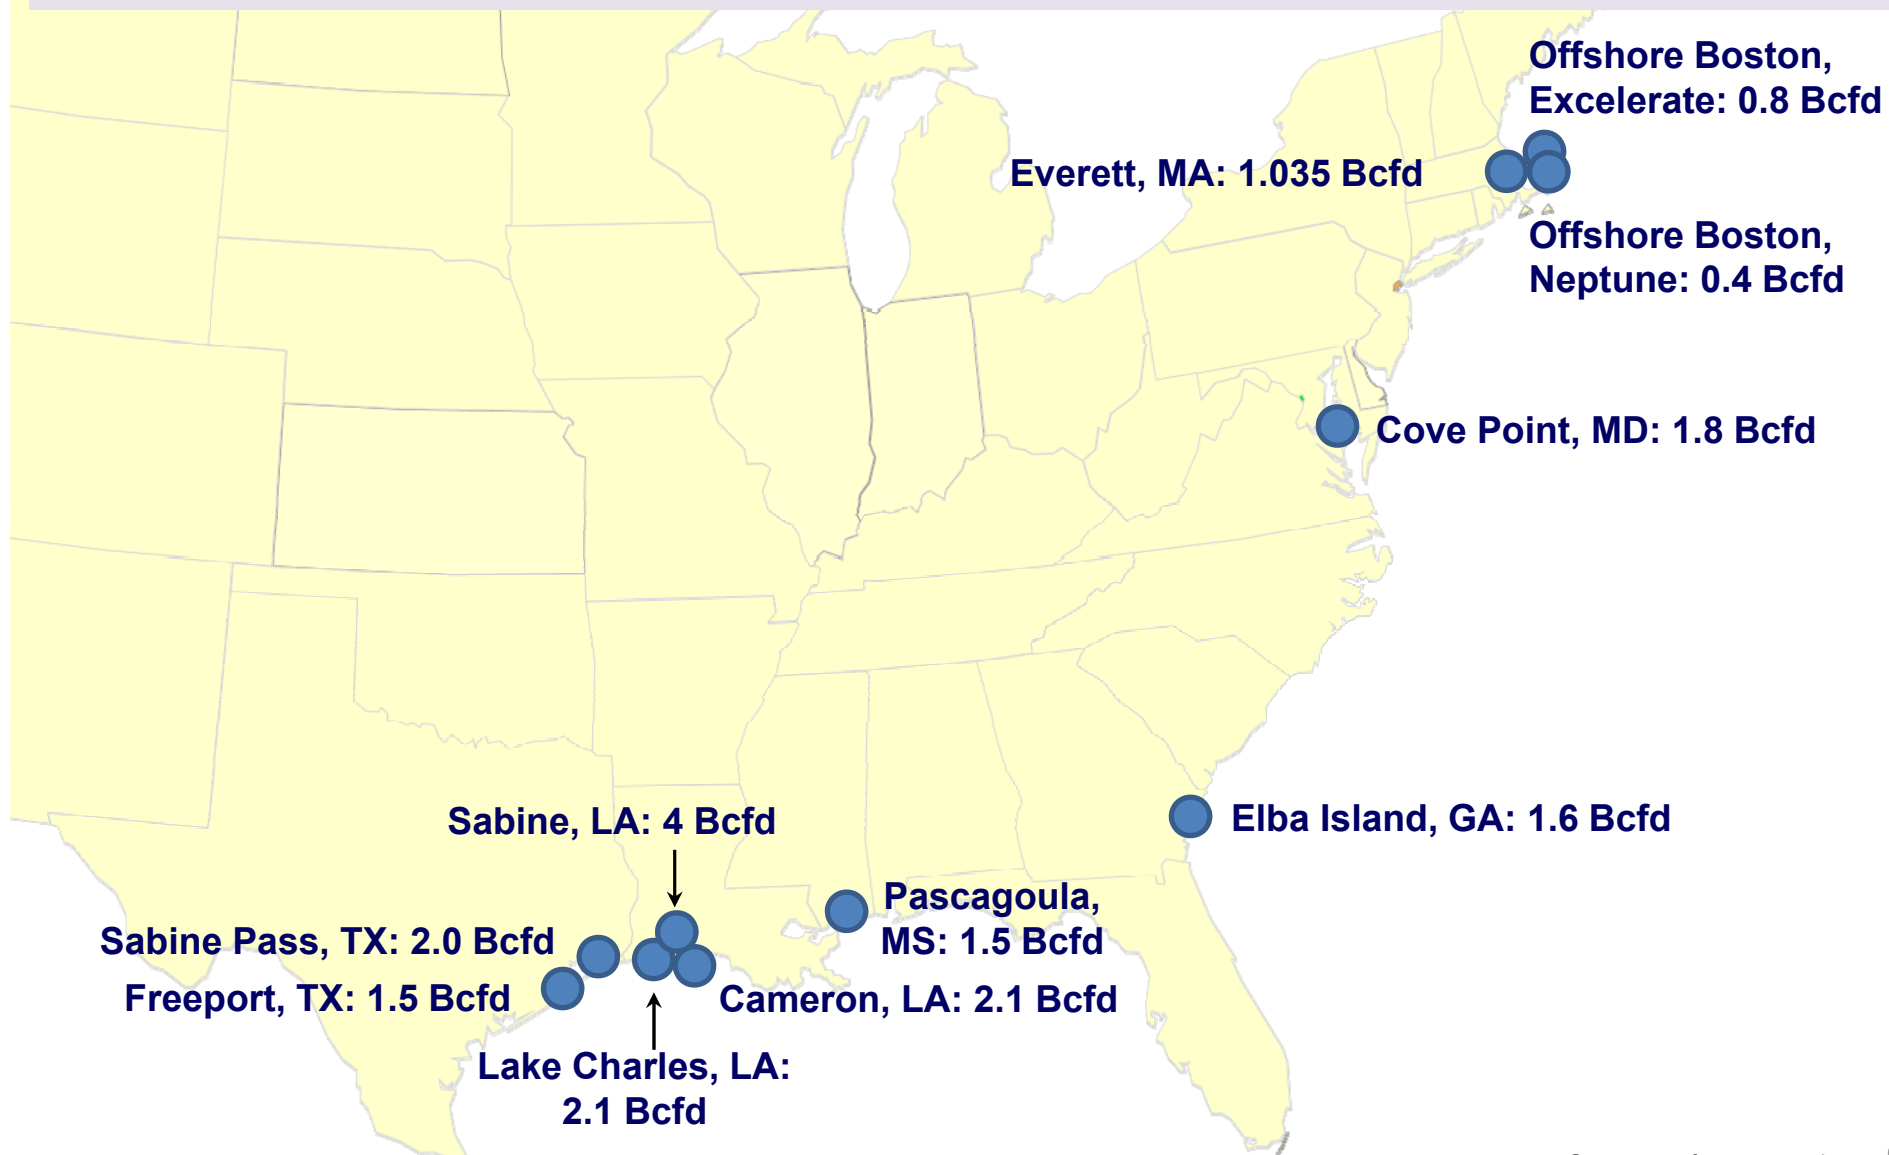 Offshore Boston,
Excelerate: 0.8 Bcfd
Everett, MA: 1.035 Bcfd
Offshore Boston,
Neptune: 0.4 Bcfd
Cove Point, MD: 1.8 Bcfd
Sabine, LA: 4 Bcfd
Elba Island, GA: 1.6 Bcfd
Pascagoula,
MS: 1.5 Bcfd
Sabine Pass, TX: 2.0 Bcfd
Freeport, TX: 1.5 Bcfd
Cameron, LA: 2.1 Bcfd
Lake Charles, LA:
2.1 Bcfd